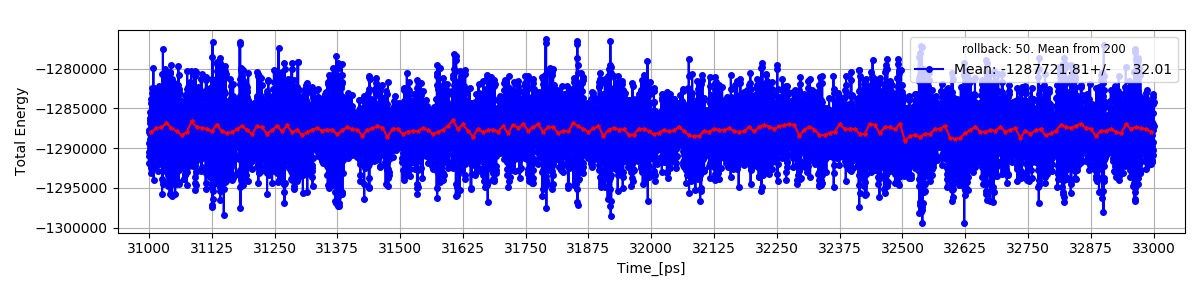 rollback: 50. Mean from 200
Mean: -1287721.81+/- 32.01
Total Energy
−1280000
−1285000
−1290000
−1295000
−1300000
31000 31125 31250 31375 31500 31625 31750 31875 32000 32125 32250 32375 32500 32625 32750 32875 33000
Time_[ps]